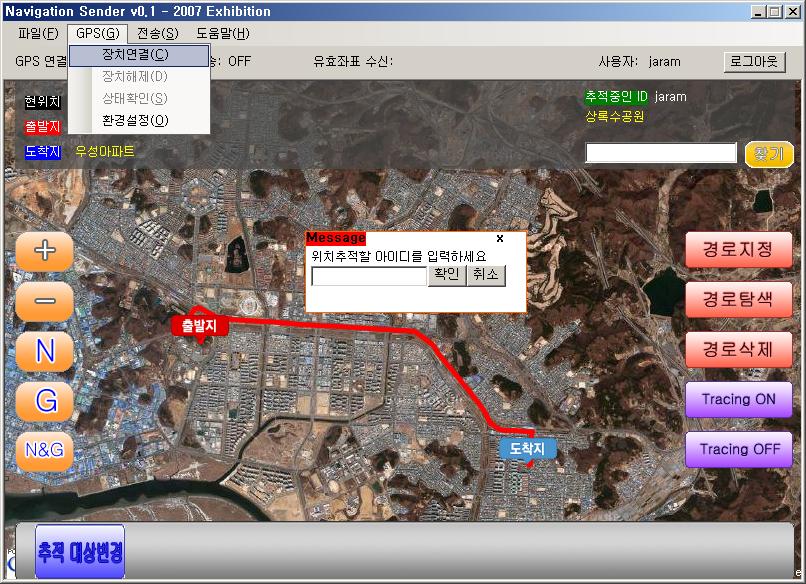 Navigation Sender v0.1 - 2007 Exhibition
파일(F) GPS(G) 전송(S) 도움말(H)
GPS 연결 송: OFF 유효좌표 수신: 사용자: jaram 로그아웃
장치연결(C)
장치해제(D)
상태확인(S)
환경설정(O)
현위치
출발지
도착지 우성아파트
추적중인 ID jaram
상록수공원
찾기
Message x
위치추적할 아이디를 입력하세요
확인 취소
+
−
N
G
N&G
경로지정
경로탐색
경로삭제
Tracing ON
Tracing OFF
출발지
도착지
추적 대상변경